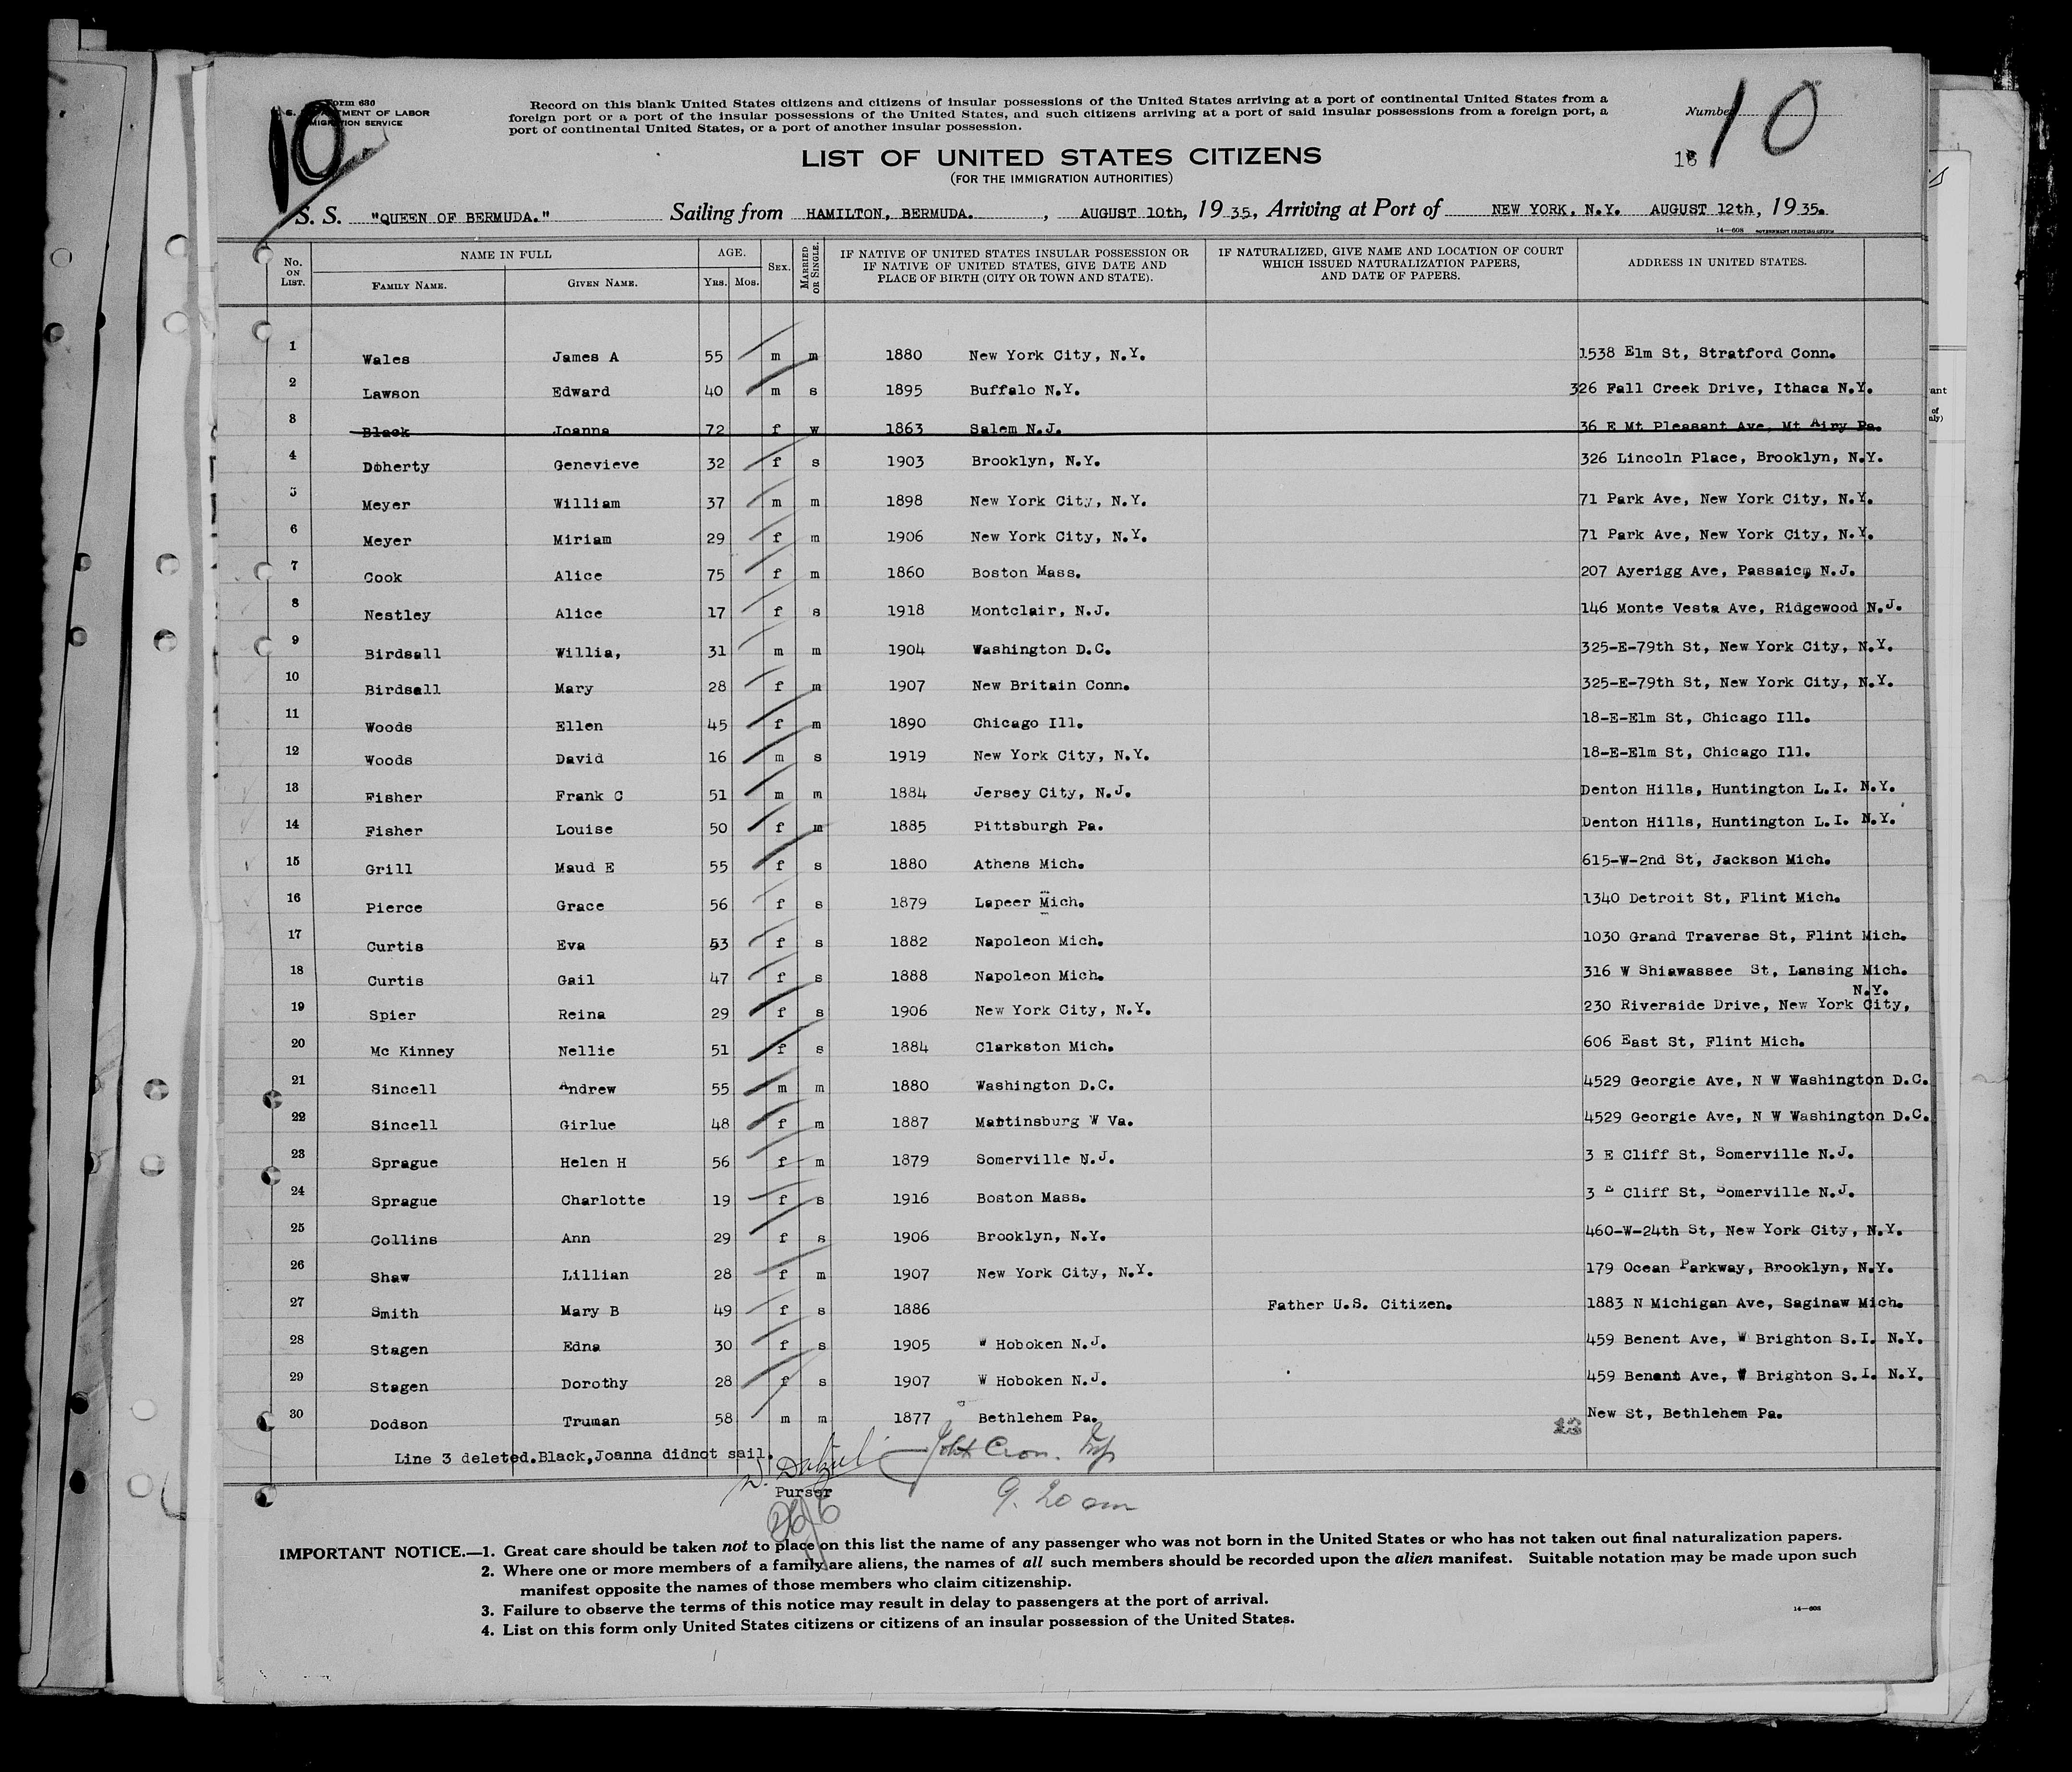 Form 630
U. S. DEPARTMENT OF LABOR
IMMIGRATION SERVICE
10
Record on this blank United States citizens and citizens of insular possessions of the United States arriving at a port of continental United States from a
foreign port or a port of the insular possessions of the United States, and such citizens arriving at a port of said insular possessions from a foreign port, a
port of continental United States, or a port of another insular possession.
Number 10
LIST OF UNITED STATES CITIZENS
(FOR THE IMMIGRATION AUTHORITIES)
S. S. "QUEEN OF BERMUDA." Sailing from HAMILTON, BERMUDA. , AUGUST 10th, 1935, Arriving at Port of NEW YORK, N.Y. AUGUST 12th, 1935.
14—608 GOVERNMENT PRINTING OFFICE
No. ON LIST. NAME IN FULL AGE. SEX. MARRIED OR SINGLE. IF NATIVE OF UNITED STATES INSULAR POSSESSION OR IF NATIVE OF UNITED STATES, GIVE DATE AND PLACE OF BIRTH (CITY OR TOWN AND STATE). IF NATURALIZED, GIVE NAME AND LOCATION OF COURT WHICH ISSUED NATURALIZATION PAPERS, AND DATE OF PAPERS. ADDRESS IN UNITED STATES.
FAMILY NAME. GIVEN NAME. YRS. MOS.
1 Wales James A 55 m m 1880 New York City, N.Y. 1538 Elm St, Stratford Conn.
2 Lawson Edward 40 m s 1895 Buffalo N.Y. 326 Fall Creek Drive, Ithaca N.Y.
3 Black Joanna 72 f w 1863 Salem N.J. 36 E Mt Pleasant Ave, Mt Airy Pa.
4 Doherty Genevieve 32 f s 1903 Brooklyn, N.Y. 326 Lincoln Place, Brooklyn, N.Y.
5 Meyer William 37 m m 1898 New York City, N.Y. 71 Park Ave, New York City, N.Y.
6 Meyer Miriam 29 f m 1906 New York City, N.Y. 71 Park Ave, New York City, N.Y.
7 Cook Alice 75 f m 1860 Boston Mass. 207 Ayerigg Ave, Passaic, N.J.
8 Nestley Alice 17 f s 1918 Montclair, N.J. 146 Monte Vesta Ave, Ridgewood N.J.
9 Birdsall Willia, 31 m m 1904 Washington D.C. 325-E-79th St, New York City, N.Y.
10 Birdsall Mary 28 f m 1907 New Britain Conn. 325-E-79th St, New York City, N.Y.
11 Woods Ellen 45 f m 1890 Chicago Ill. 18-E-Elm St, Chicago Ill.
12 Woods David 16 m s 1919 New York City, N.Y. 18-E-Elm St, Chicago Ill.
13 Fisher Frank C 51 m m 1884 Jersey City, N.J. Denton Hills, Huntington L.I. N.Y.
14 Fisher Louise 50 f m 1885 Pittsburgh Pa. Denton Hills, Huntington L.I. N.Y.
15 Grill Maud E 55 f s 1880 Athens Mich. 615-W-2nd St, Jackson Mich.
16 Pierce Grace 56 f s 1879 Lapeer Mich. 1340 Detroit St, Flint Mich.
17 Curtis Eva 53 f s 1882 Napoleon Mich. 1030 Grand Traverse St, Flint Mich.
18 Curtis Gail 47 f s 1888 Napoleon Mich. 316 W Shiawassee St, Lansing Mich.
N.Y.
19 Spier Reina 29 f s 1906 New York City, N.Y. 230 Riverside Drive, New York City,
20 Mc Kinney Nellie 51 f s 1884 Clarkston Mich. 606 East St, Flint Mich.
21 Sincell Andrew 55 m m 1880 Washington D.C. 4529 Georgie Ave, N W Washington D.C.
22 Sincell Girlue 48 f m 1887 Mattinsburg W Va. 4529 Georgie Ave, N W Washington D.C.
23 Sprague Helen H 56 f m 1879 Somerville N.J. 3 E Cliff St, Somerville N.J.
24 Sprague Charlotte 19 f s 1916 Boston Mass. 3 E Cliff St, Somerville N.J.
25 Collins Ann 29 f s 1906 Brooklyn, N.Y. 460-W-24th St, New York City, N.Y.
26 Shaw Lillian 28 f m 1907 New York City, N.Y. 179 Ocean Parkway, Brooklyn, N.Y.
27 Smith Mary B 49 f s 1886 Father U.S. Citizen. 1883 N Michigan Ave, Saginaw Mich.
28 Stagen Edna 30 f s 1905 W Hoboken N.J. 459 Benent Ave, W Brighton S.I. N.Y.
29 Stagen Dorothy 28 f s 1907 W Hoboken N.J. 459 Benent Ave, W Brighton S.I. N.Y.
30 Dodson Truman 58 m m 1877 Bethlehem Pa. New St, Bethlehem Pa.
Line 3 deleted.Black,Joanna didnot sail.
Purser
9. 20 am
IMPORTANT NOTICE.—1. Great care should be taken not to place on this list the name of any passenger who was not born in the United States or who has not taken out final naturalization papers.
2. Where one or more members of a family are aliens, the names of all such members should be recorded upon the alien manifest. Suitable notation may be made upon such
manifest opposite the names of those members who claim citizenship.
3. Failure to observe the terms of this notice may result in delay to passengers at the port of arrival.
4. List on this form only United States citizens or citizens of an insular possession of the United States.
14—608